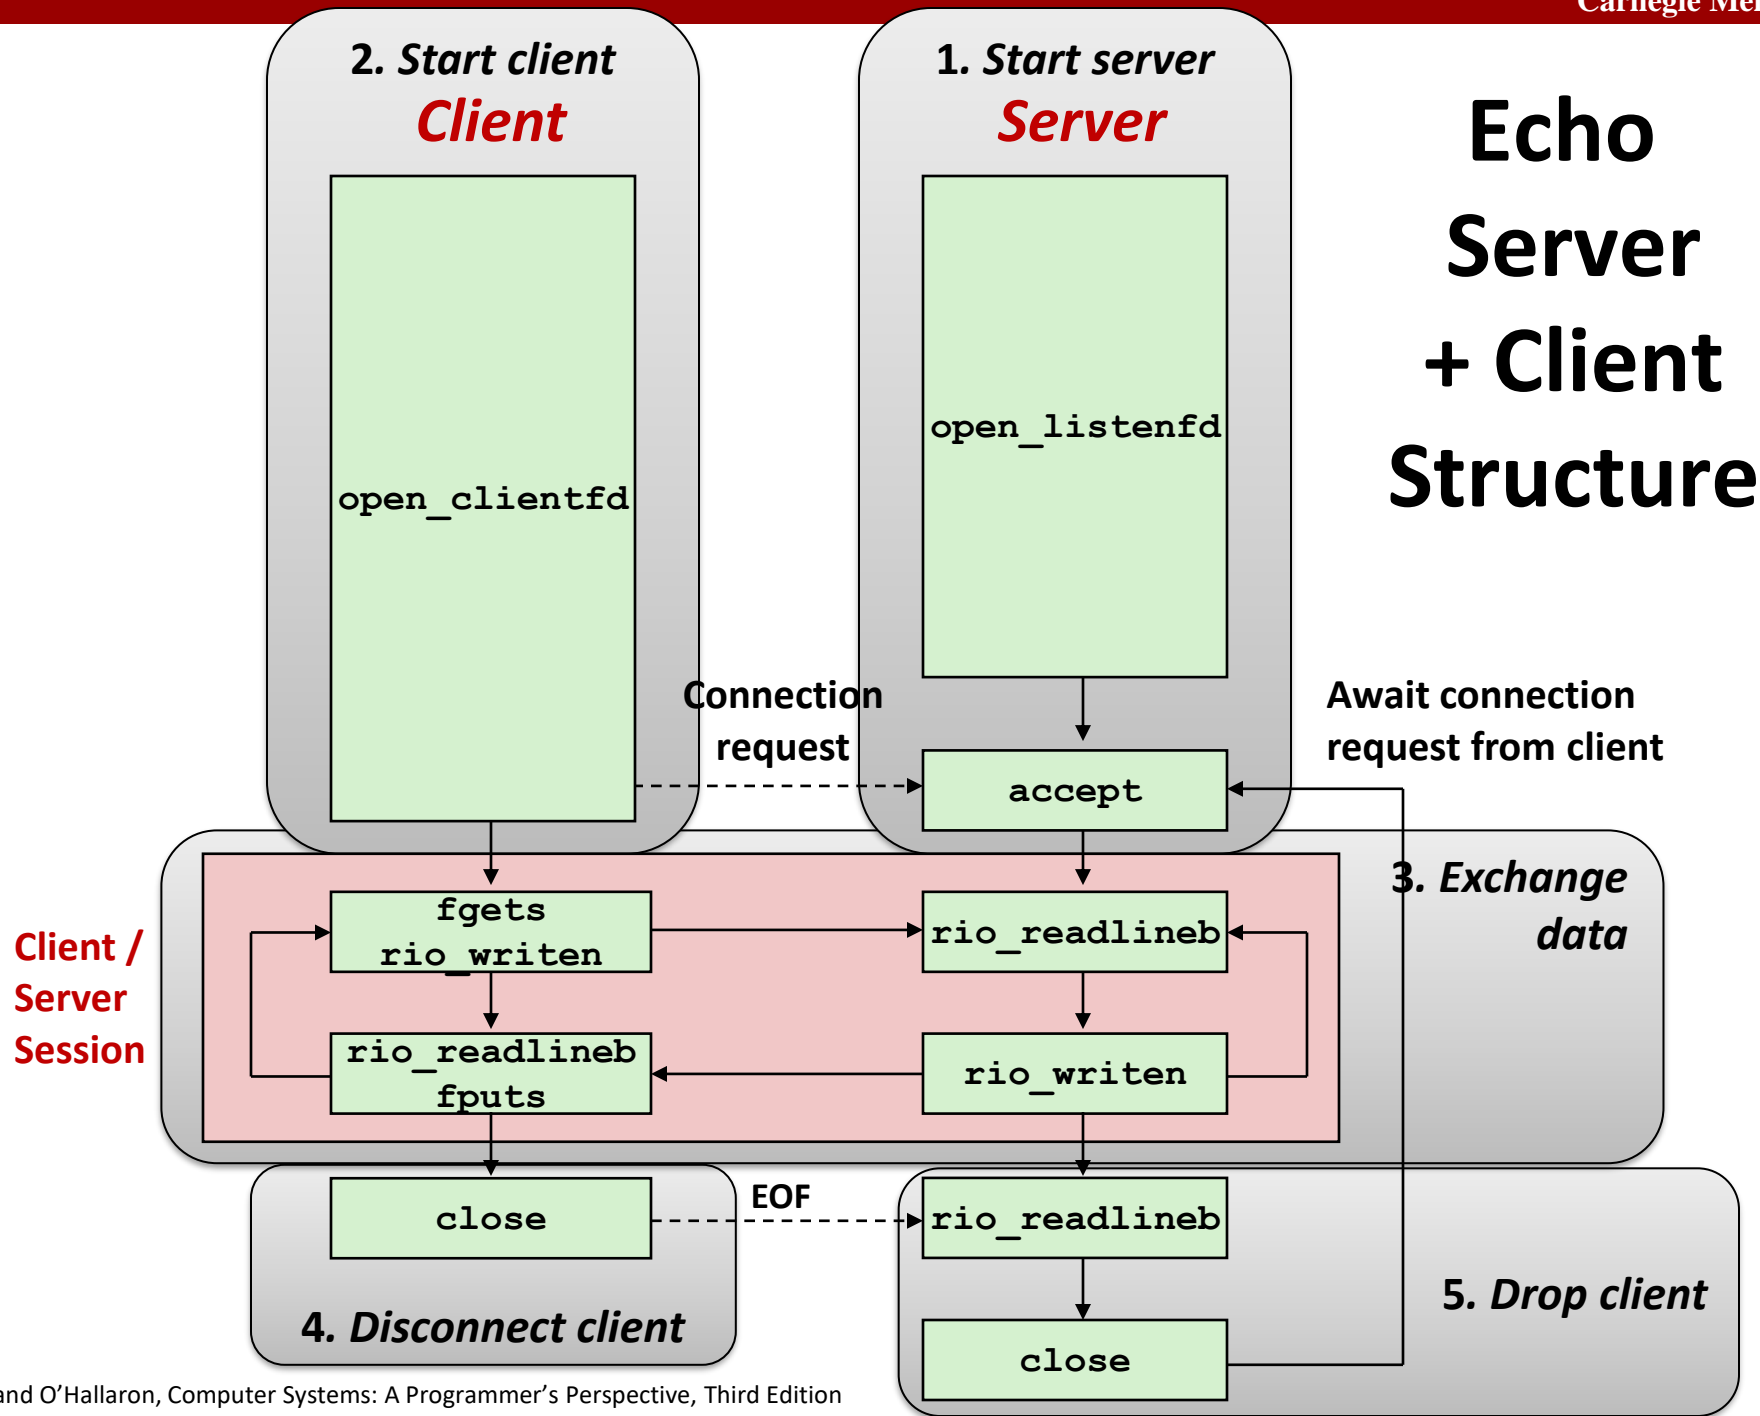 Carnegie Mel
2. Start client
Client
1. Start server
Server
Echo
Server
+ Client
Structure
open_clientfd
open_listenfd
Connection
request
Await connection
request from client
accept
3. Exchange
data
Client /
Server
Session
fgets
rio_writen
rio_readlineb
rio_readlineb
fputs
rio_writen
close
EOF
rio_readlineb
4. Disconnect client
5. Drop client
close
and O'Hallaron, Computer Systems: A Programmer's Perspective, Third Edition